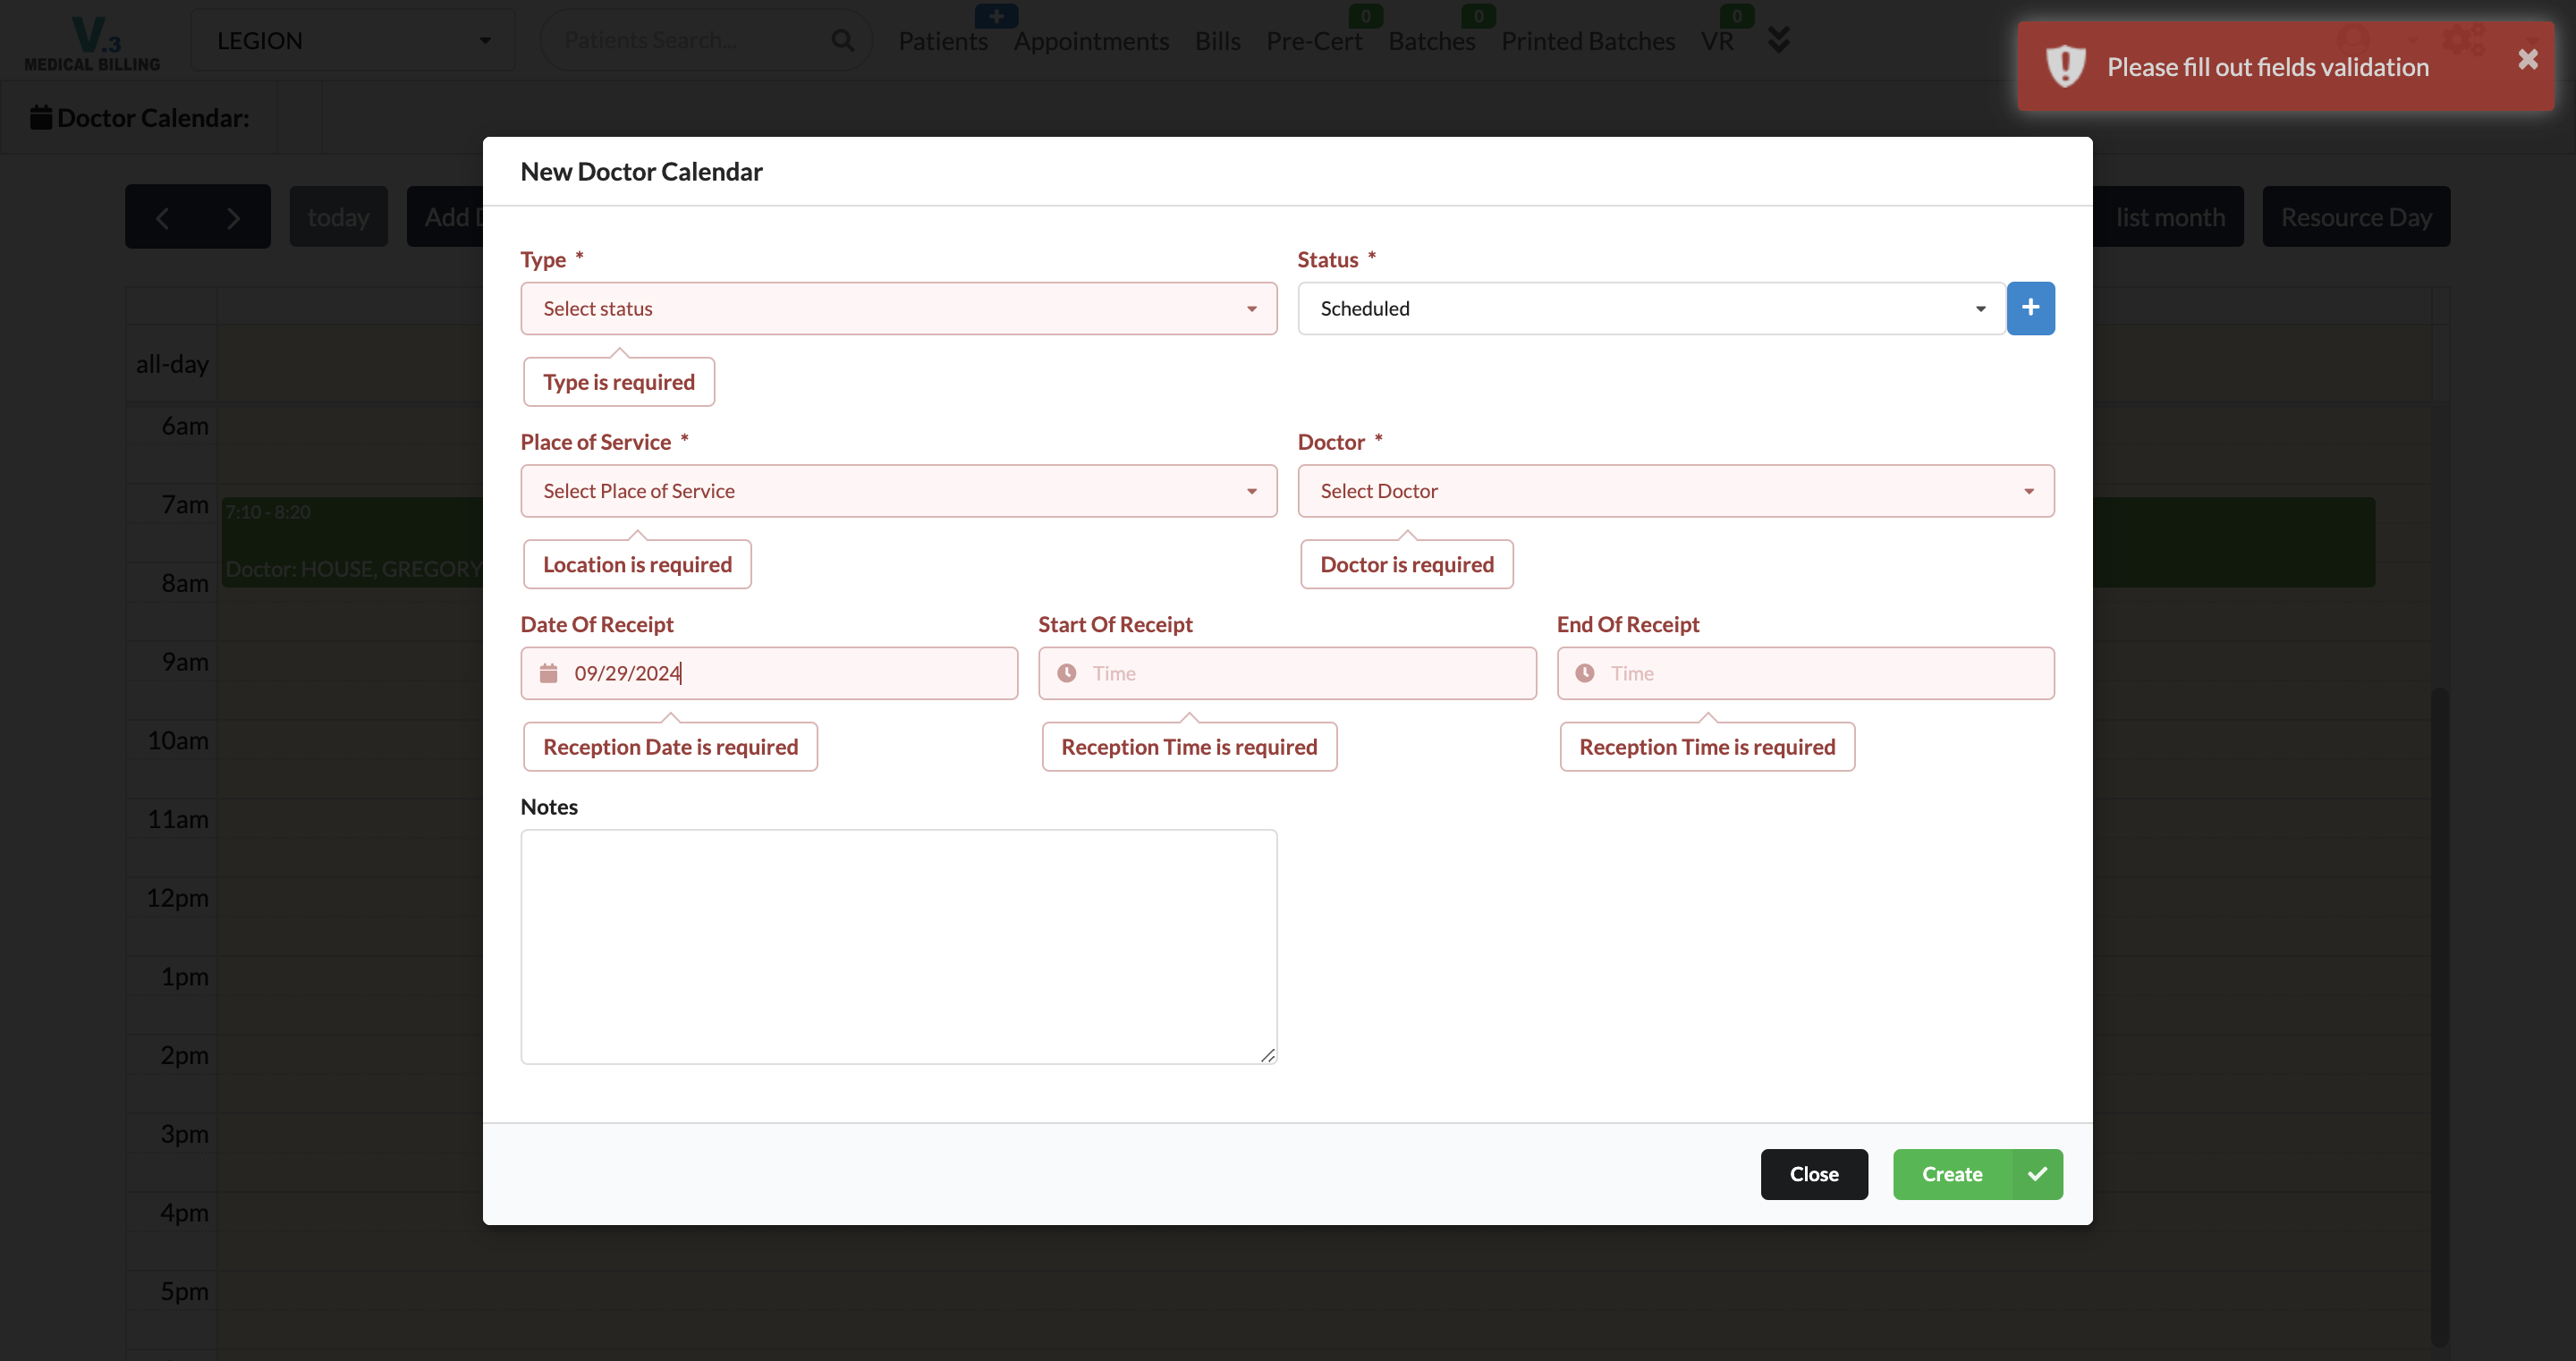 V.3
MEDICAL BILLING
LEGION
Patients Search...
Patients
Appointments
Bills
Pre-Cert
0
Batches
0
Printed Batches
VR
0
Please fill out fields validation
Doctor Calendar:
today
Add
list month
Resource Day
New Doctor Calendar
Type *
Status *
Select status
Scheduled
Type is required
Place of Service *
Doctor *
Select Place of Service
Select Doctor
Location is required
Doctor is required
Date Of Receipt
Start Of Receipt
End Of Receipt
09/29/2024
Time
Time
Reception Date is required
Reception Time is required
Reception Time is required
Notes
Close
Create
all-day
6am
7am
7:10 - 8:20
Doctor: HOUSE, GREGORY
8am
9am
10am
11am
12pm
1pm
2pm
3pm
4pm
5pm